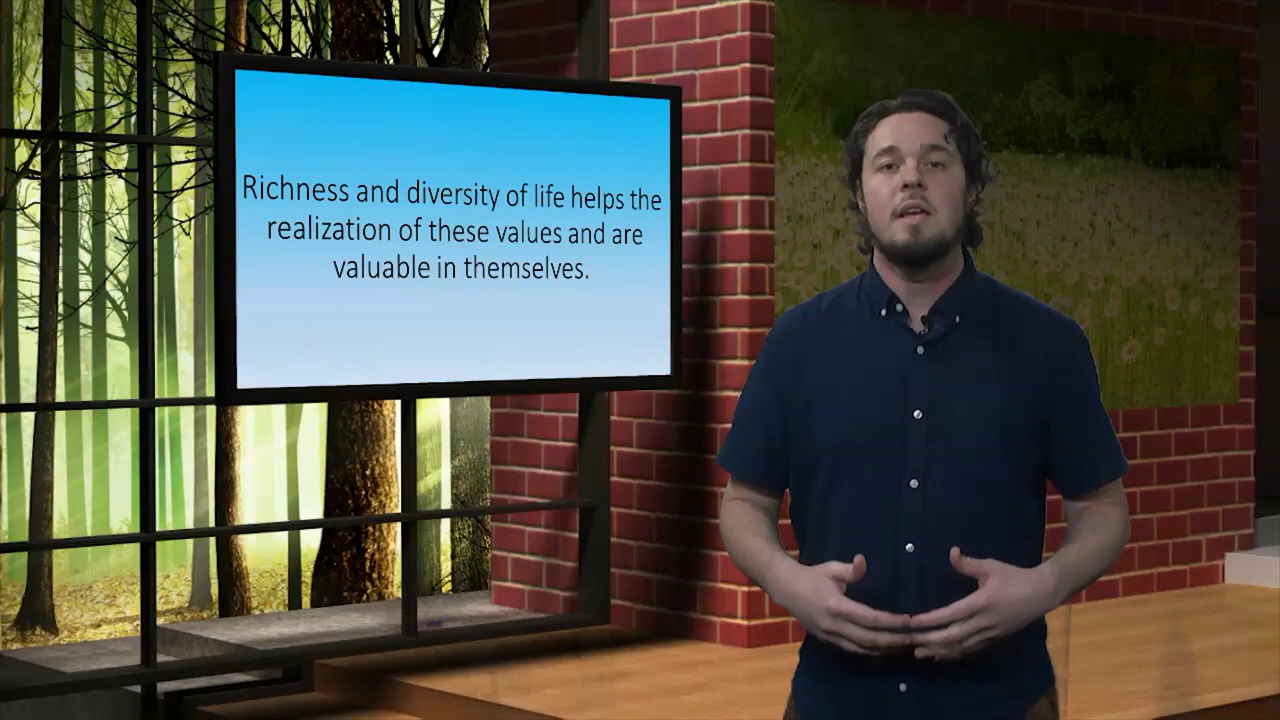 Richness and diversity of life helps the
realization of these values and are
valuable in themselves.